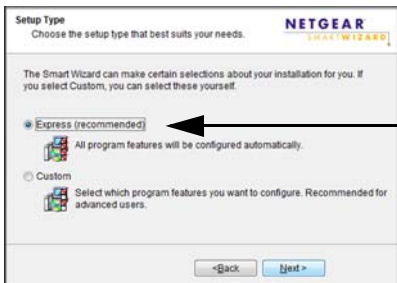 Setup Type
Choose the setup type that best suits your needs.
NETGEAR
SMARTWIZARD
The Smart Wizard can make certain selections about your installation for you. If
you select Custom, you can select these yourself.
Express (recommended)
All program features will be configured automatically.
Custom
Select which program features you want to configure. Recommended for
advanced users.
<Back
Next >